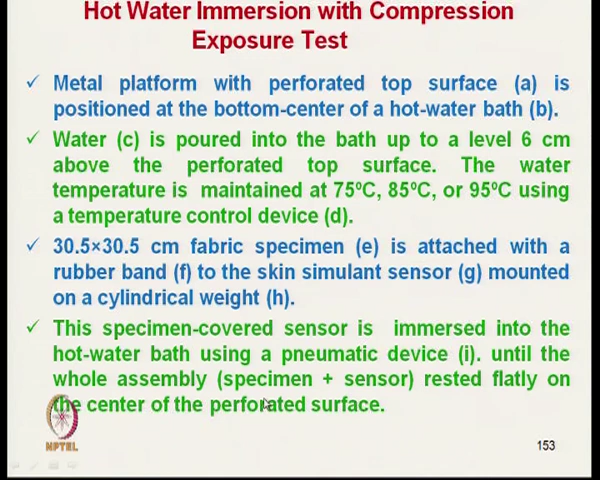 Hot Water Immersion with Compression
Exposure Test
✓ Metal platform with perforated top surface (a) is
positioned at the bottom-center of a hot-water bath (b).
✓ Water (c) is poured into the bath up to a level 6 cm
above the perforated top surface. The water
temperature is maintained at 75ºC, 85ºC, or 95ºC using
a temperature control device (d).
✓ 30.5×30.5 cm fabric specimen (e) is attached with a
rubber band (f) to the skin simulant sensor (g) mounted
on a cylindrical weight (h).
✓ This specimen-covered sensor is immersed into the
hot-water bath using a pneumatic device (i). until the
whole assembly (specimen + sensor) rested flatly on
the center of the perforated surface.
NPTEL
153